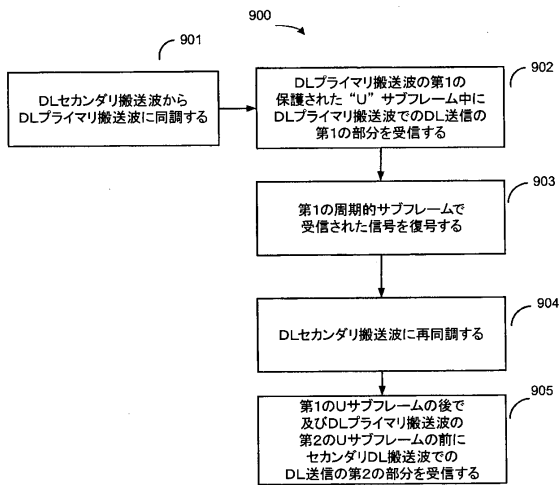 900
901
DLセカンダリ搬送波から
DLプライマリ搬送波に同調する
902
DLプライマリ搬送波の第1の
保護された“U”サブフレーム中に
DLプライマリ搬送波でのDL送信の
第1の部分を受信する
903
第1の周期的サブフレームで
受信された信号を復号する
904
DLセカンダリ搬送波に再同調する
905
第1のUサブフレームの後で
及びDLプライマリ搬送波の
第2のUサブフレームの前に
セカンダリDL搬送波での
DL送信の第2の部分を受信する